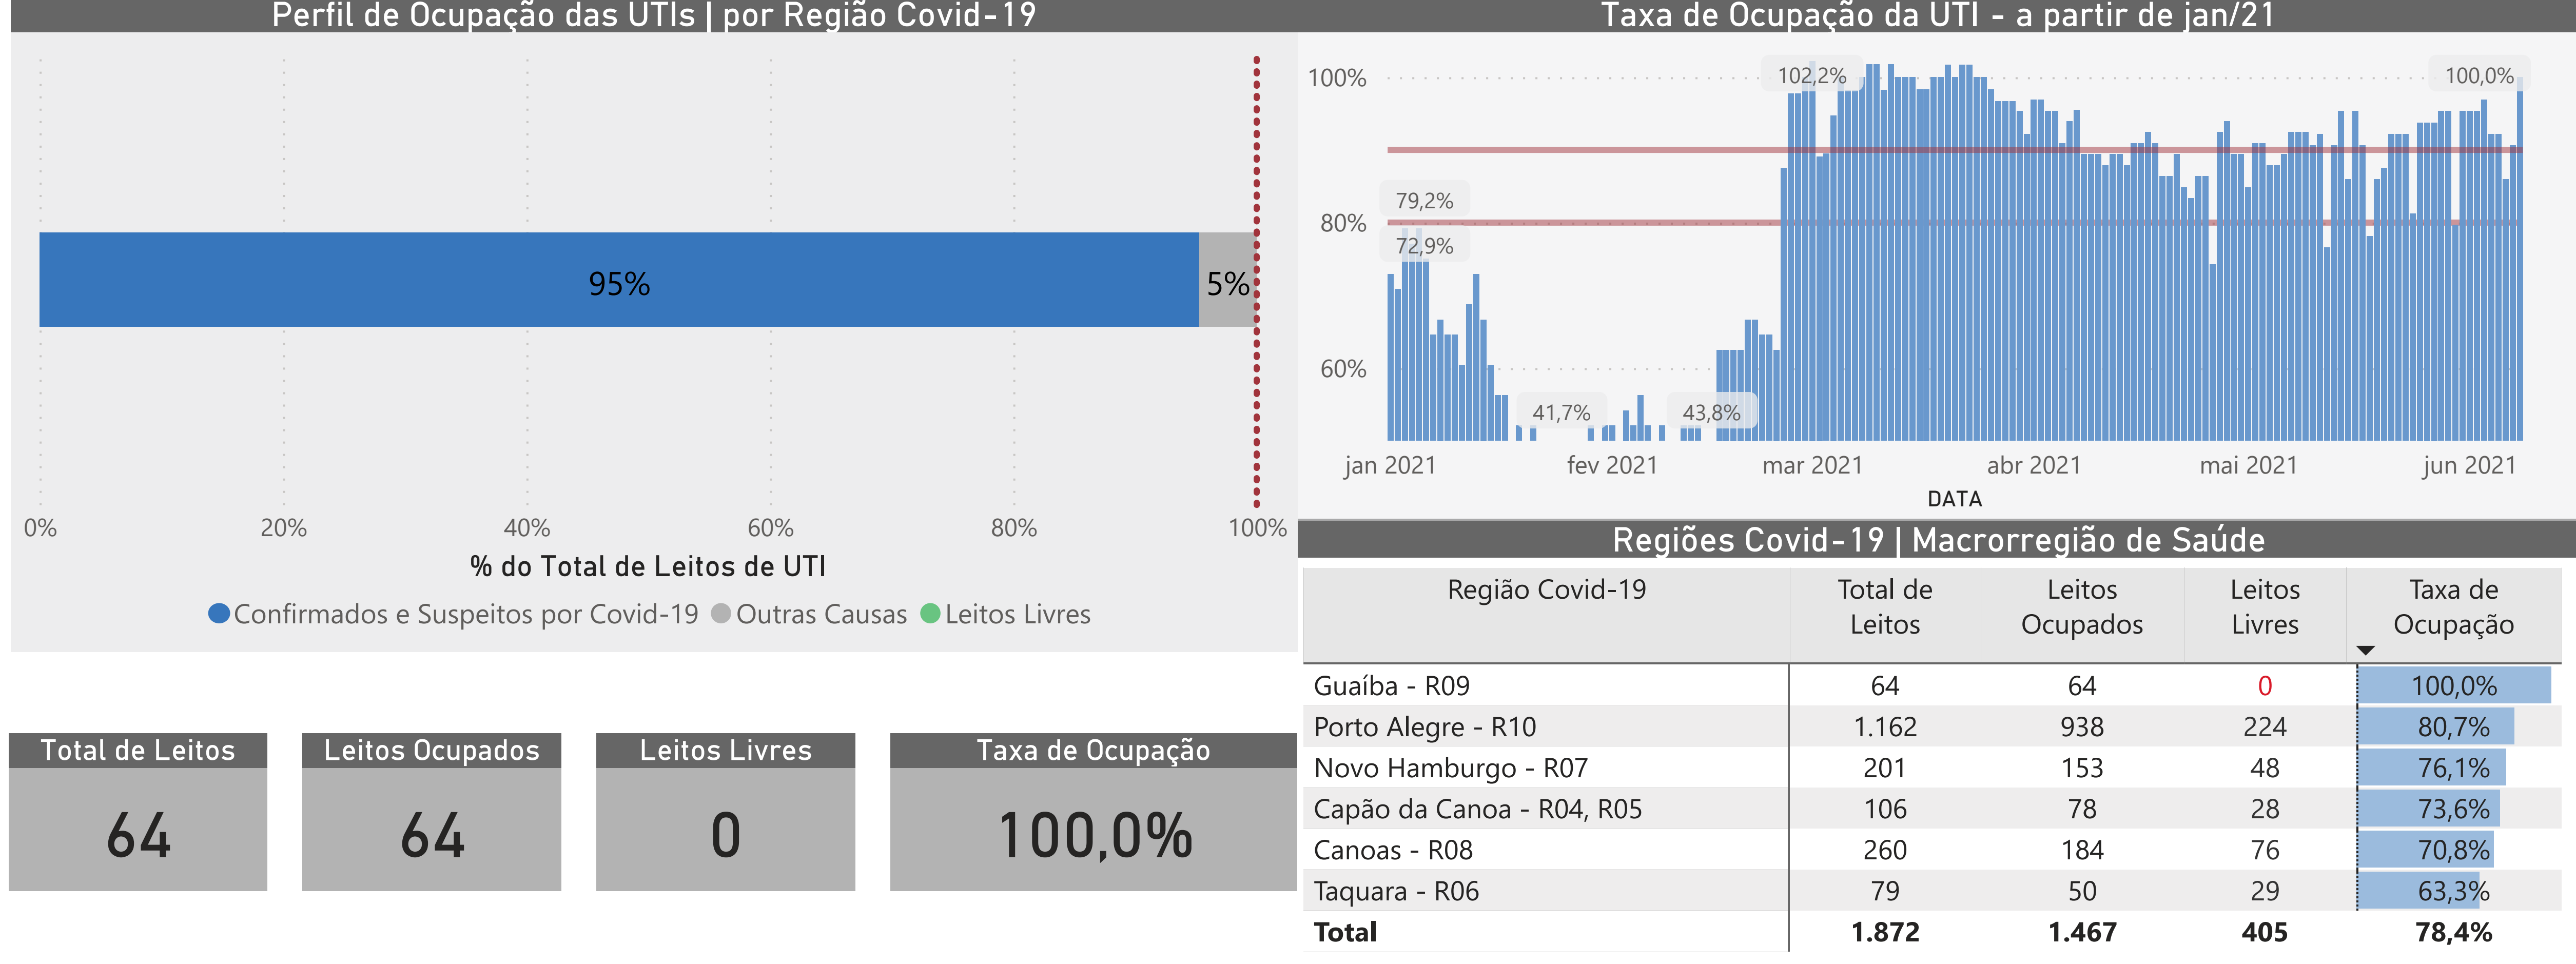 Perfil de Ocupação das UTIs | por Região Covid-19
95%
5%
0%
20%
40%
60%
80%
100%
% do Total de Leitos de UTI
Confirmados e Suspeitos por Covid-19
Outras Causas
Leitos Livres
Total de Leitos
64
Leitos Ocupados
64
Leitos Livres
0
Taxa de Ocupação
100,0%
Taxa de Ocupação da UTI - a partir de jan/21
100%
80%
60%
102,2%
100,0%
79,2%
72,9%
41,7%
43,8%
jan 2021
fev 2021
mar 2021
abr 2021
mai 2021
jun 2021
DATA
Regiões Covid-19 | Macrorregião de Saúde
Região Covid-19
Total de
Leitos
Leitos
Ocupados
Leitos
Livres
Taxa de
Ocupação
Guaíba - R09 64 64 0 100,0%
Porto Alegre - R10 1.162 938 224 80,7%
Novo Hamburgo - R07 201 153 48 76,1%
Capão da Canoa - R04, R05 106 78 28 73,6%
Canoas - R08 260 184 76 70,8%
Taquara - R06 79 50 29 63,3%
Total 1.872 1.467 405 78,4%